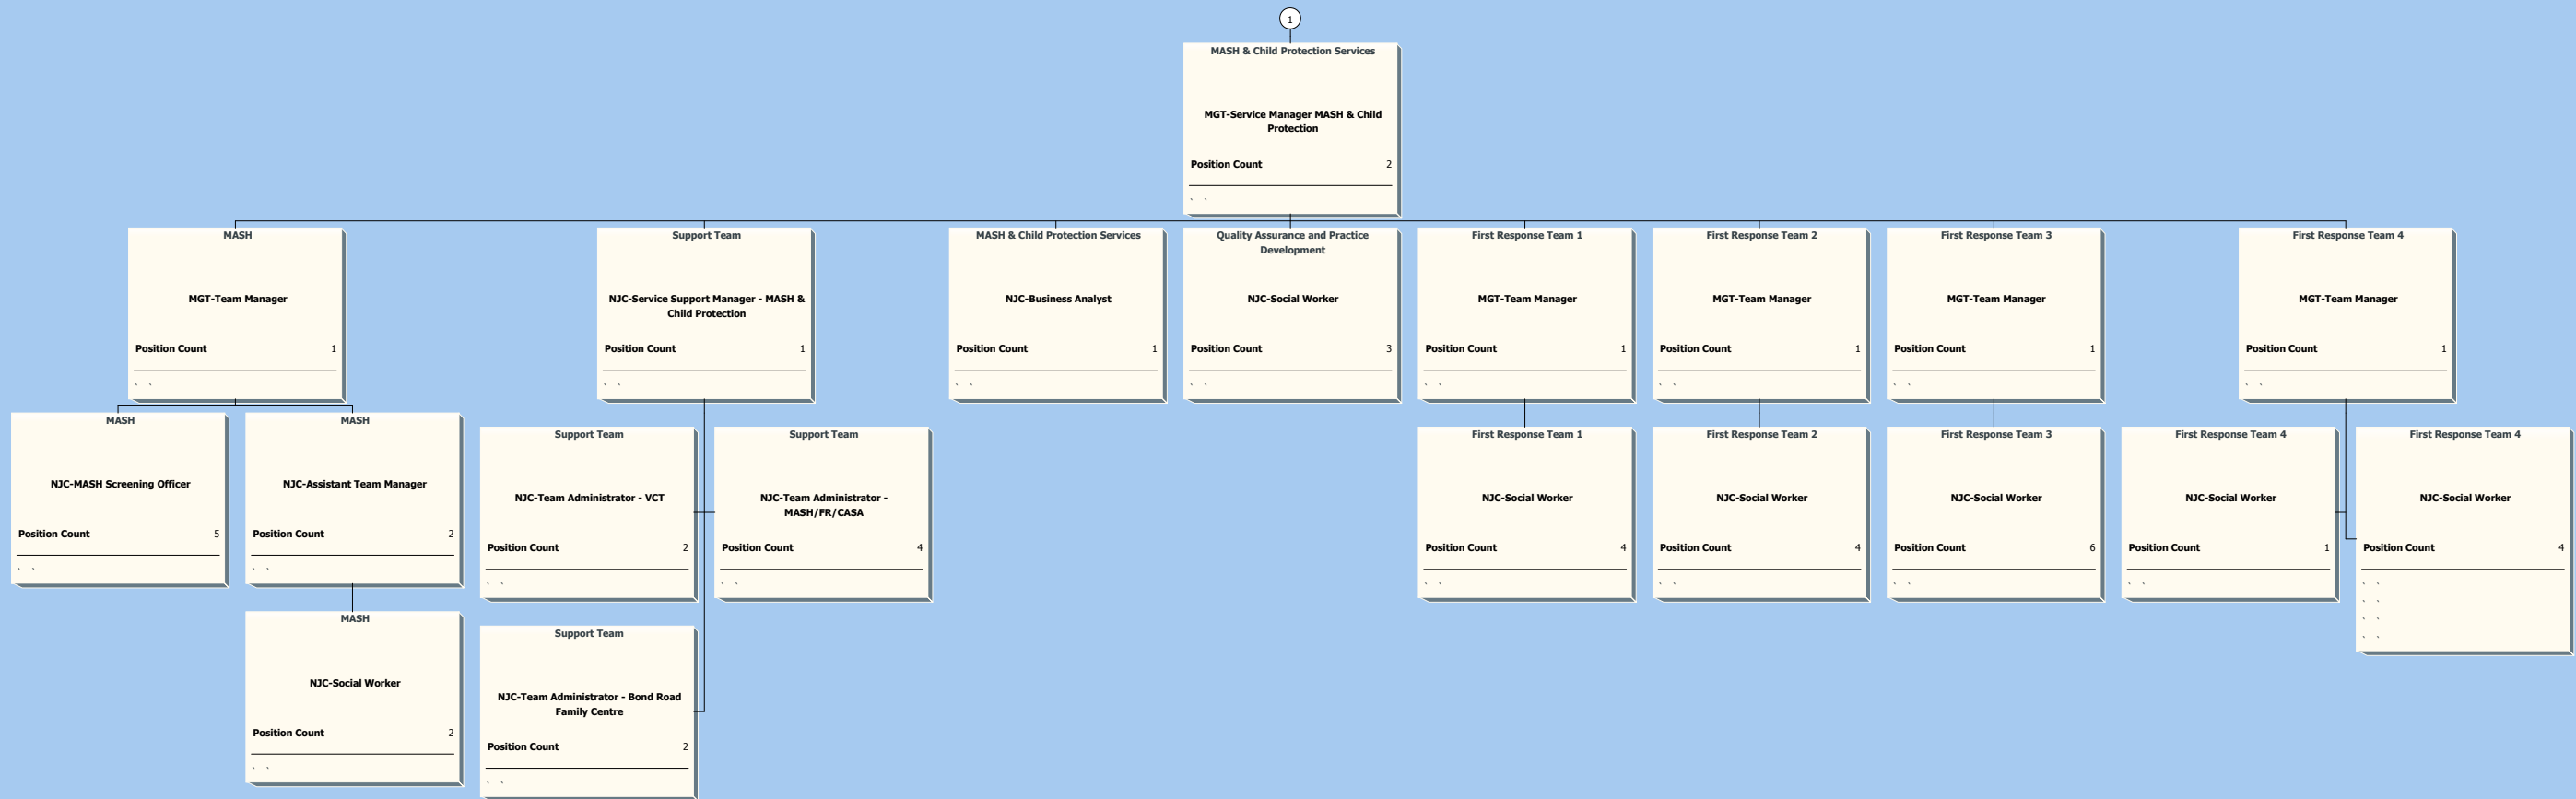 1
MASH & Child Protection Services
MGT-Service Manager MASH & Child
Protection
Position Count 2
` `
MASH
MGT-Team Manager
Position Count 1
` `
Support Team
NJC-Service Support Manager - MASH &
Child Protection
Position Count 1
` `
MASH & Child Protection Services
NJC-Business Analyst
Position Count 1
` `
Quality Assurance and Practice
Development
NJC-Social Worker
Position Count 3
` `
First Response Team 1
MGT-Team Manager
Position Count 1
` `
First Response Team 2
MGT-Team Manager
Position Count 1
` `
First Response Team 3
MGT-Team Manager
Position Count 1
` `
First Response Team 4
MGT-Team Manager
Position Count 1
` `
MASH
NJC-MASH Screening Officer
Position Count 5
` `
MASH
NJC-Assistant Team Manager
Position Count 2
` `
Support Team
NJC-Team Administrator - VCT
Position Count 2
` `
Support Team
NJC-Team Administrator -
MASH/FR/CASA
Position Count 4
` `
First Response Team 1
NJC-Social Worker
Position Count 4
` `
First Response Team 2
NJC-Social Worker
Position Count 4
` `
First Response Team 3
NJC-Social Worker
Position Count 6
` `
First Response Team 4
NJC-Social Worker
Position Count 1
` `
First Response Team 4
NJC-Social Worker
Position Count 4
` `
` `
` `
` `
MASH
NJC-Social Worker
Position Count 2
` `
Support Team
NJC-Team Administrator - Bond Road
Family Centre
Position Count 2
` `